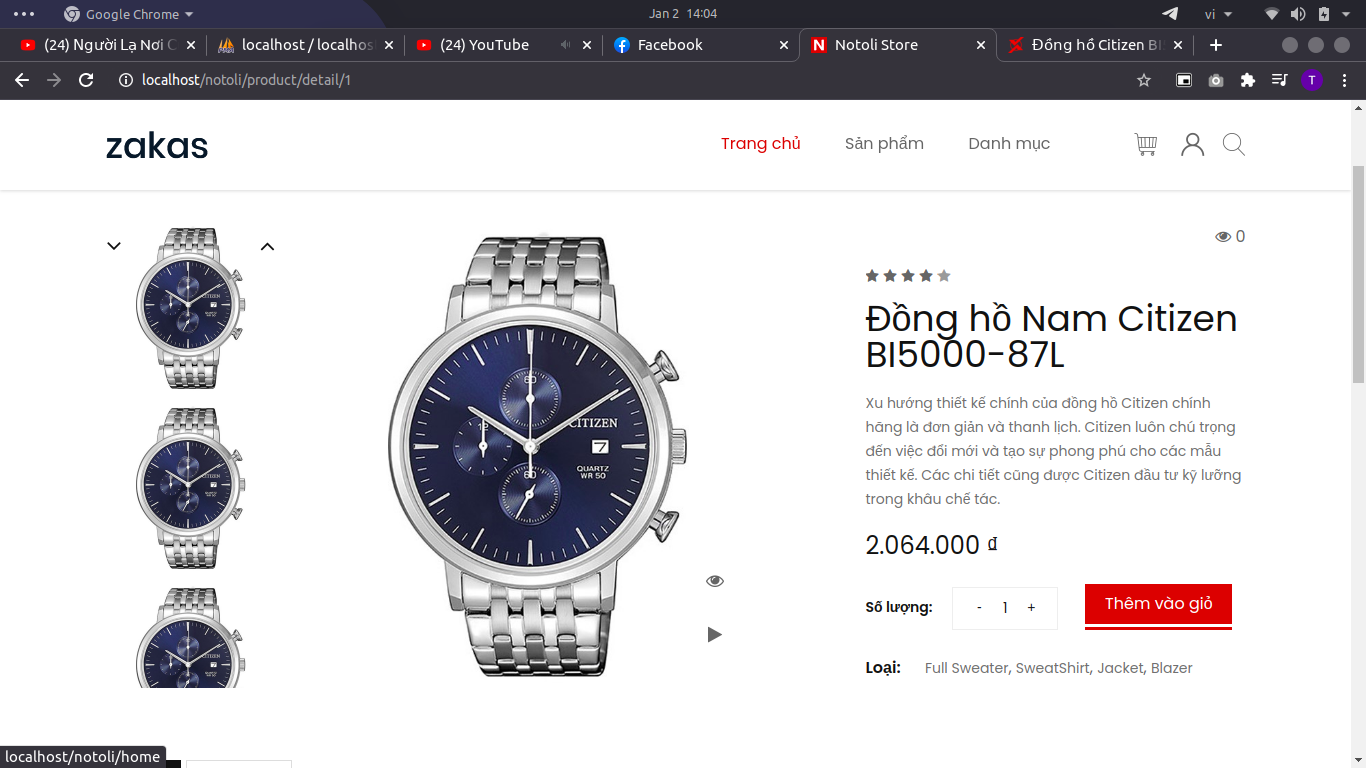 Google Chrome
Jan 2 14:04
vi
(24) Người Lạ Nơi C
localhost / localhos
(24) YouTube
Facebook
Notoli Store
Đồng hồ Citizen BI
localhost/notoli/product/detail/1
T
zakas
Trang chủ
Sản phẩm
Danh mục
0
Đồng hồ Nam Citizen
BI5000-87L
Xu hướng thiết kế chính của đồng hồ Citizen chính
hãng là đơn giản và thanh lịch. Citizen luôn chú trọng
đến việc đổi mới và tạo sự phong phú cho các mẫu
thiết kế. Các chi tiết cũng được Citizen đầu tư kỹ lưỡng
trong khâu chế tác.
2.064.000 ₫
Số lượng:
- 1 +
Thêm vào giỏ
Loại:
Full Sweater, SweatShirt, Jacket, Blazer
60
12
CITIZEN
7
QUARTZ
WR 50
60
localhost/notoli/home